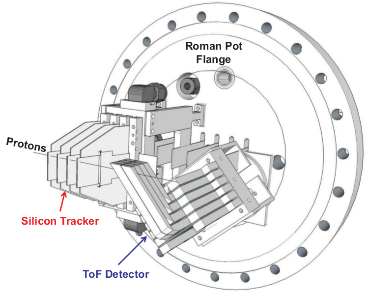 Roman Pot
Flange
Protons
Silicon Tracker
ToF Detector